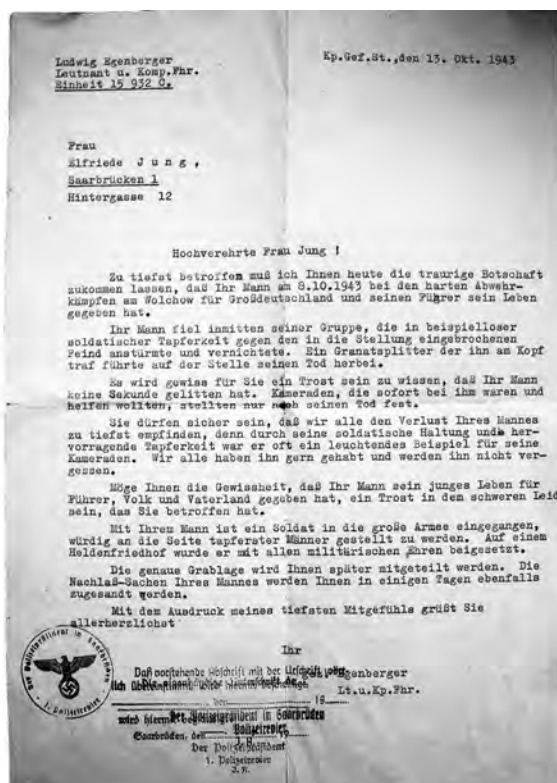 Ludwig Egenberger
Leutnant u. Komp.Fhr.
Einheit 15 932 C.
Kp.Gef.St.,den 13. Okt. 1943
Frau
Elfriede J u n g ,
Saarbrücken 1
Hintergasse 12
Hochverehrte Frau Jung !
Zu tiefst betroffen muß ich Ihnen heute die traurige Botschaft
zukommen lassen, daß Ihr Mann am 8.10.1943 bei den harten Abwehr-
kämpfen am Wolchow für Großdeutschland und seinen Führer sein Leben
gegeben hat.
Ihr Mann fiel inmitten seiner Gruppe, die in beispielloser
soldatischer Tapferkeit gegen den in die Stellung eingebrochenen
Feind anstürmte und vernichtete. Ein Granatsplitter der ihn am Kopf
traf führte auf der Stelle seinen Tod herbei.
Es wird gewiss für Sie ein Trost sein zu wissen, daß Ihr Mann
keine Sekunde gelitten hat. Kameraden, die sofort bei ihm waren und
helfen wollten, stellten nur noch seinen Tod fest.
Sie dürfen sicher sein, daß wir alle den Verlust Ihres Mannes
zu tiefst empfinden, denn durch seine soldatische Haltung und her-
vorragende Tapferkeit war er oft ein leuchtendes Beispiel für seine
Kameraden. Wir alle haben ihn gern gehabt und werden ihn nicht ver-
gessen.
Möge Ihnen die Gewissheit, daß Ihr Mann sein junges Leben für
Führer, Volk und Vaterland gegeben hat, ein Trost in dem schweren Leid
sein, das Sie betroffen hat.
Mit Ihrem Mann ist ein Soldat in die große Armee eingegangen,
würdig an die Seite tapferster Männer gestellt zu werden. Auf einem
Heldenfriedhof wurde er mit allen militärischen Ehren beigesetzt.
Die genaue Grablage wird Ihnen später mitgeteilt werden. Die
Nachlaß-Sachen Ihres Mannes werden Ihnen in einigen Tagen ebenfalls
zugesandt werden.
Mit dem Ausdruck meines tiefsten Mitgefühls grüßt Sie
allerherzlichst
Ihr
Egenberger
Lt.u.Kp.Fhr.
Der Polizeipräsident in Saarbrücken
1. Polizeirevier
Daß vorstehende Abschrift mit der Urschrift
wird hiermit
Der Polizeipräsident in Saarbrücken
Polizeirevier
Saarbrücken, den
Der Polizeipräsident
1. Polizeirevier